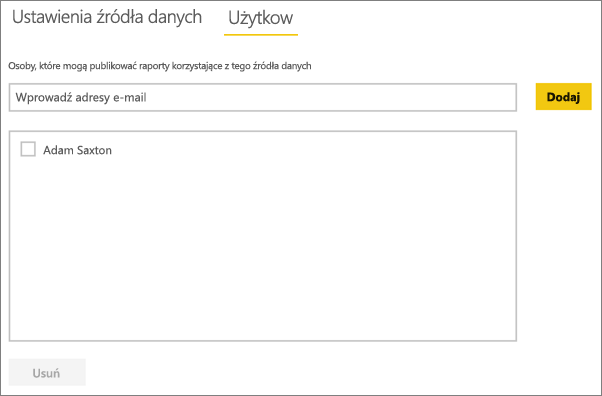 Ustawienia źródła danych Użytkow
Osoby, które mogą publikować raporty korzystające z tego źródła danych
Wprowadź adresy e-mail
Dodaj
Adam Saxton
Usuń